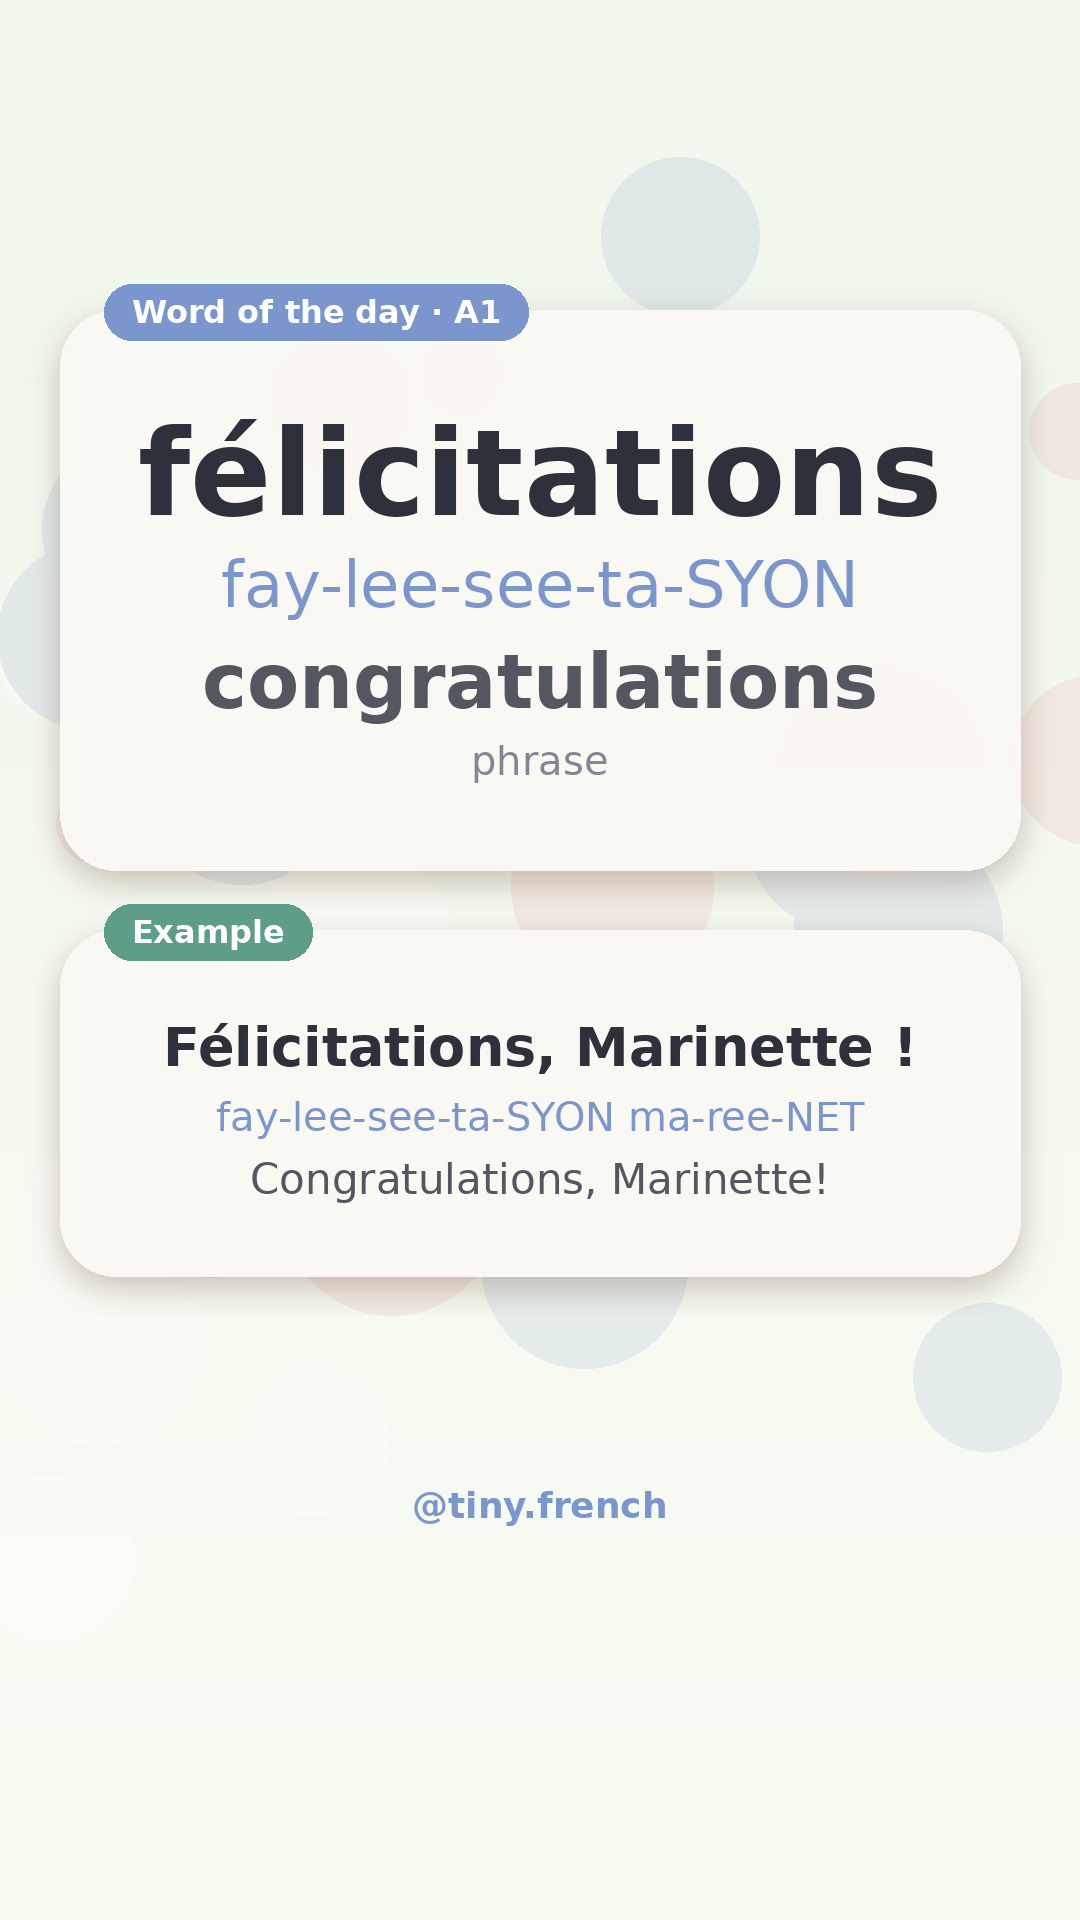 Word of the day · A1
félicitations
fay-lee-see-ta-SYON
congratulations
phrase
Example
Félicitations, Marinette !
fay-lee-see-ta-SYON ma-ree-NET
Congratulations, Marinette!
@tiny.french